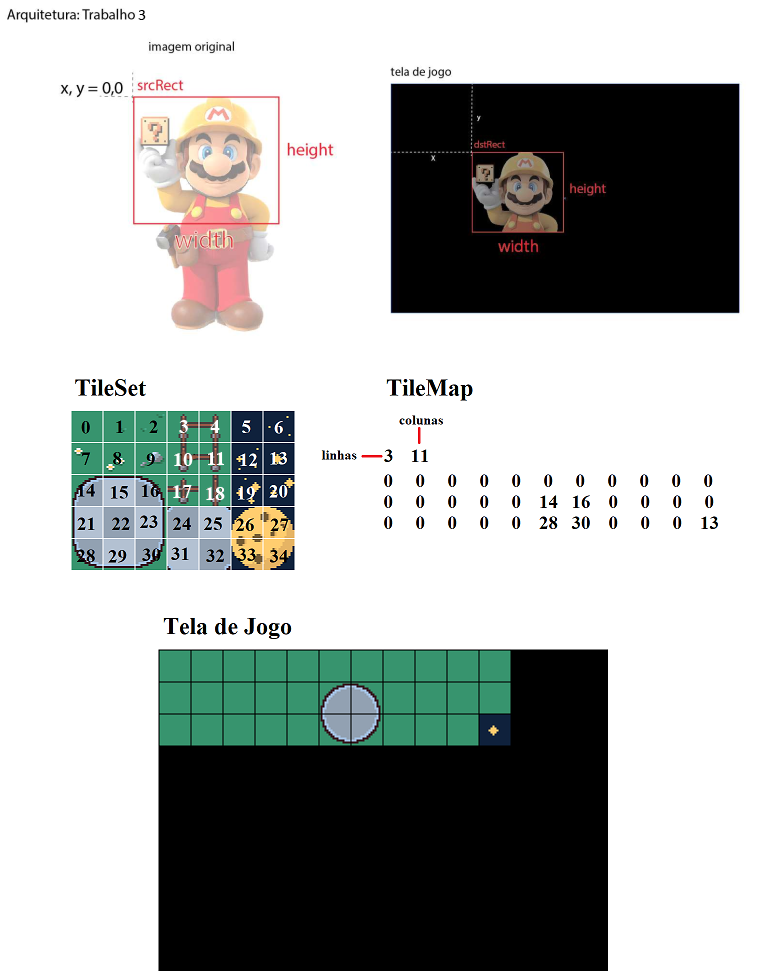 Arquitetura: Trabalho 3
imagem original
tela de jogo
x, y = 0,0
srcRect
height
width
y
x
dstRect
height
width
TileSet
0 1 2 3 4 5 6
7 8 9 10 11 12 13
14 15 16 17 18 19 20
21 22 23 24 25 26 27
28 29 30 31 32 33 34
TileMap
colunas
linhas 3 11
0 0 0 0 0 0 0 0 0 0
0 0 0 0 0 14 16 0 0 0 0
0 0 0 0 0 28 30 0 0 0 13
Tela de Jogo